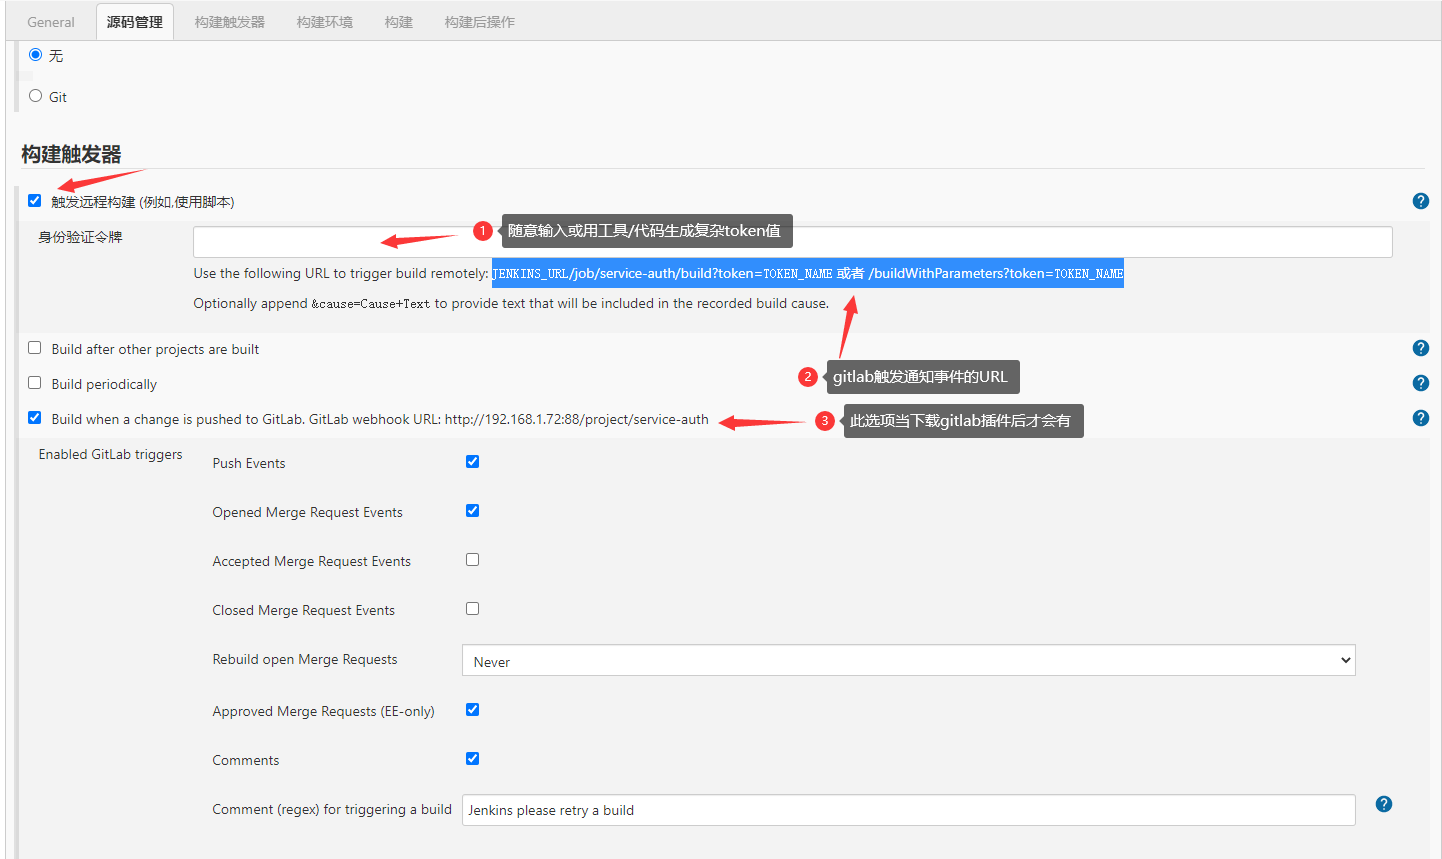 General 源码管理 构建触发器 构建环境 构建 构建后操作
无
Git
构建触发器
触发远程构建 (例如,使用脚本)
身份验证令牌
1 随意输入或用工具/代码生成复杂token值
Use the following URL to trigger build remotely: JENKINS_URL/job/service-auth/build?token=TOKEN_NAME 或者 /buildWithParameters?token=TOKEN_NAME
Optionally append &cause=Cause+Text to provide text that will be included in the recorded build cause.
Build after other projects are built
2 gitlab触发通知事件的URL
Build periodically
Build when a change is pushed to GitLab. GitLab webhook URL: http://192.168.1.72:88/project/service-auth
3 此选项当下载gitlab插件后才会有
Enabled GitLab triggers
Push Events
Opened Merge Request Events
Accepted Merge Request Events
Closed Merge Request Events
Rebuild open Merge Requests
Never
Approved Merge Requests (EE-only)
Comments
Comment (regex) for triggering a build
Jenkins please retry a build